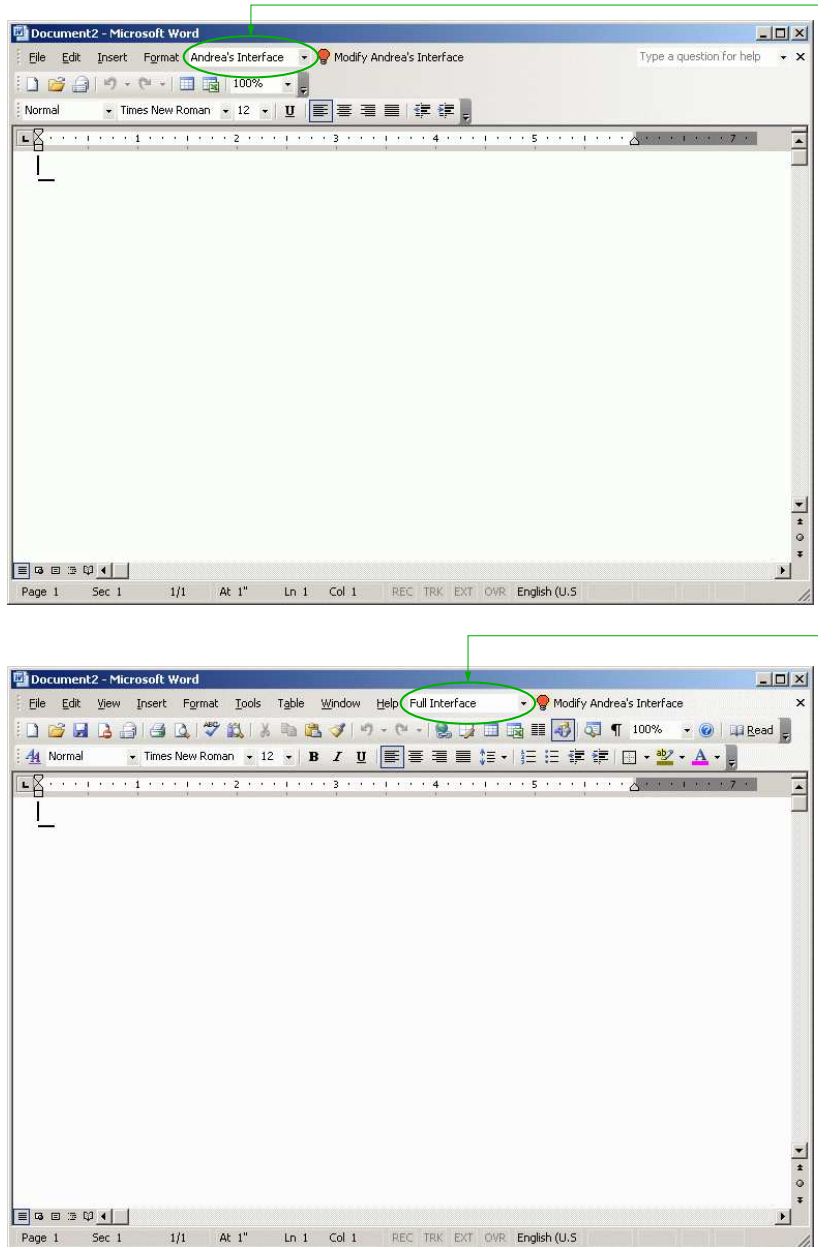 Document2 - Microsoft Word
File Edit Insert Format Andrea's Interface Modify Andrea's Interface Type a question for help
100%
Normal Times New Roman 12 U
1 2 3 4 5 7
Page 1 Sec 1 1/1 At 1" Ln 1 Col 1 REC TRK EXT OVR English (U.S
Document2 - Microsoft Word
File Edit View Insert Format Tools Table Window Help Full Interface Modify Andrea's Interface
ABC ¶ 100% Read
Normal Times New Roman 12 B I U ab A
1 2 3 4 5 7
Page 1 Sec 1 1/1 At 1" Ln 1 Col 1 REC TRK EXT OVR English (U.S